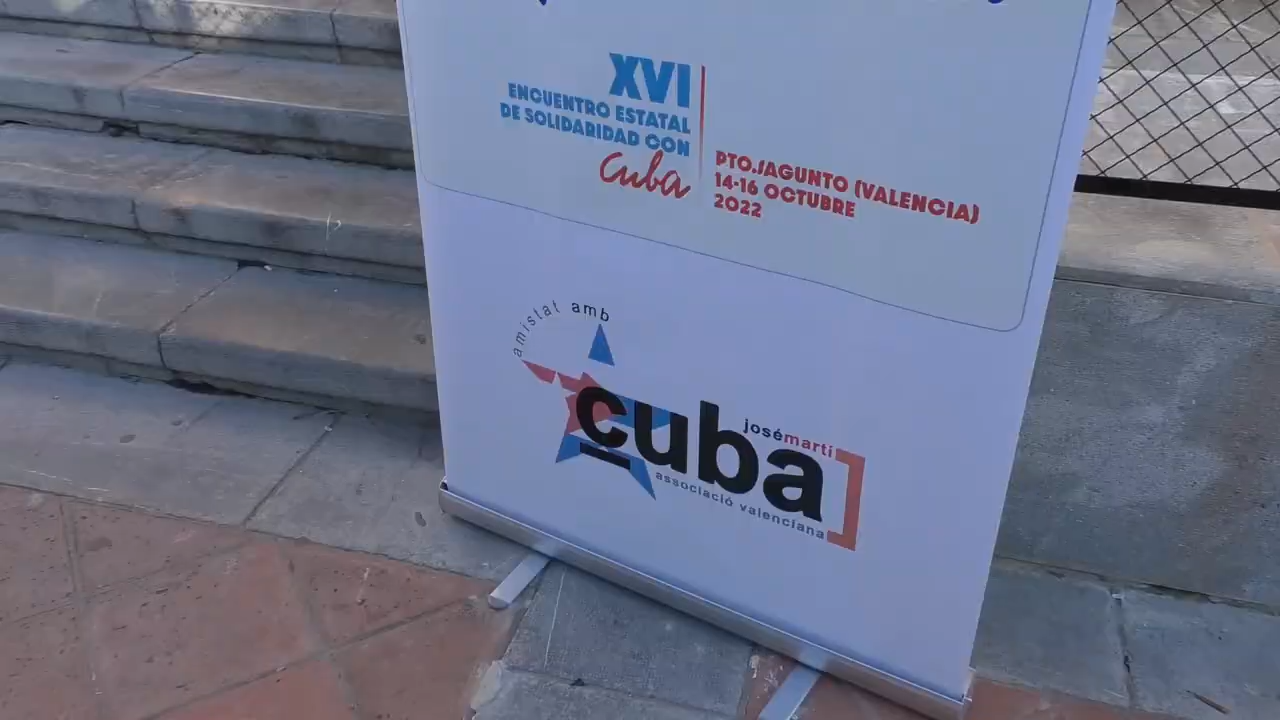 XVI
ENCUENTRO ESTATAL
DE SOLIDARIDAD CON
Cuba
PTO.SAGUNTO (VALENCIA)
14-16 OCTUBRE
2022
amistat amb
cuba
josémartí
associació valenciana